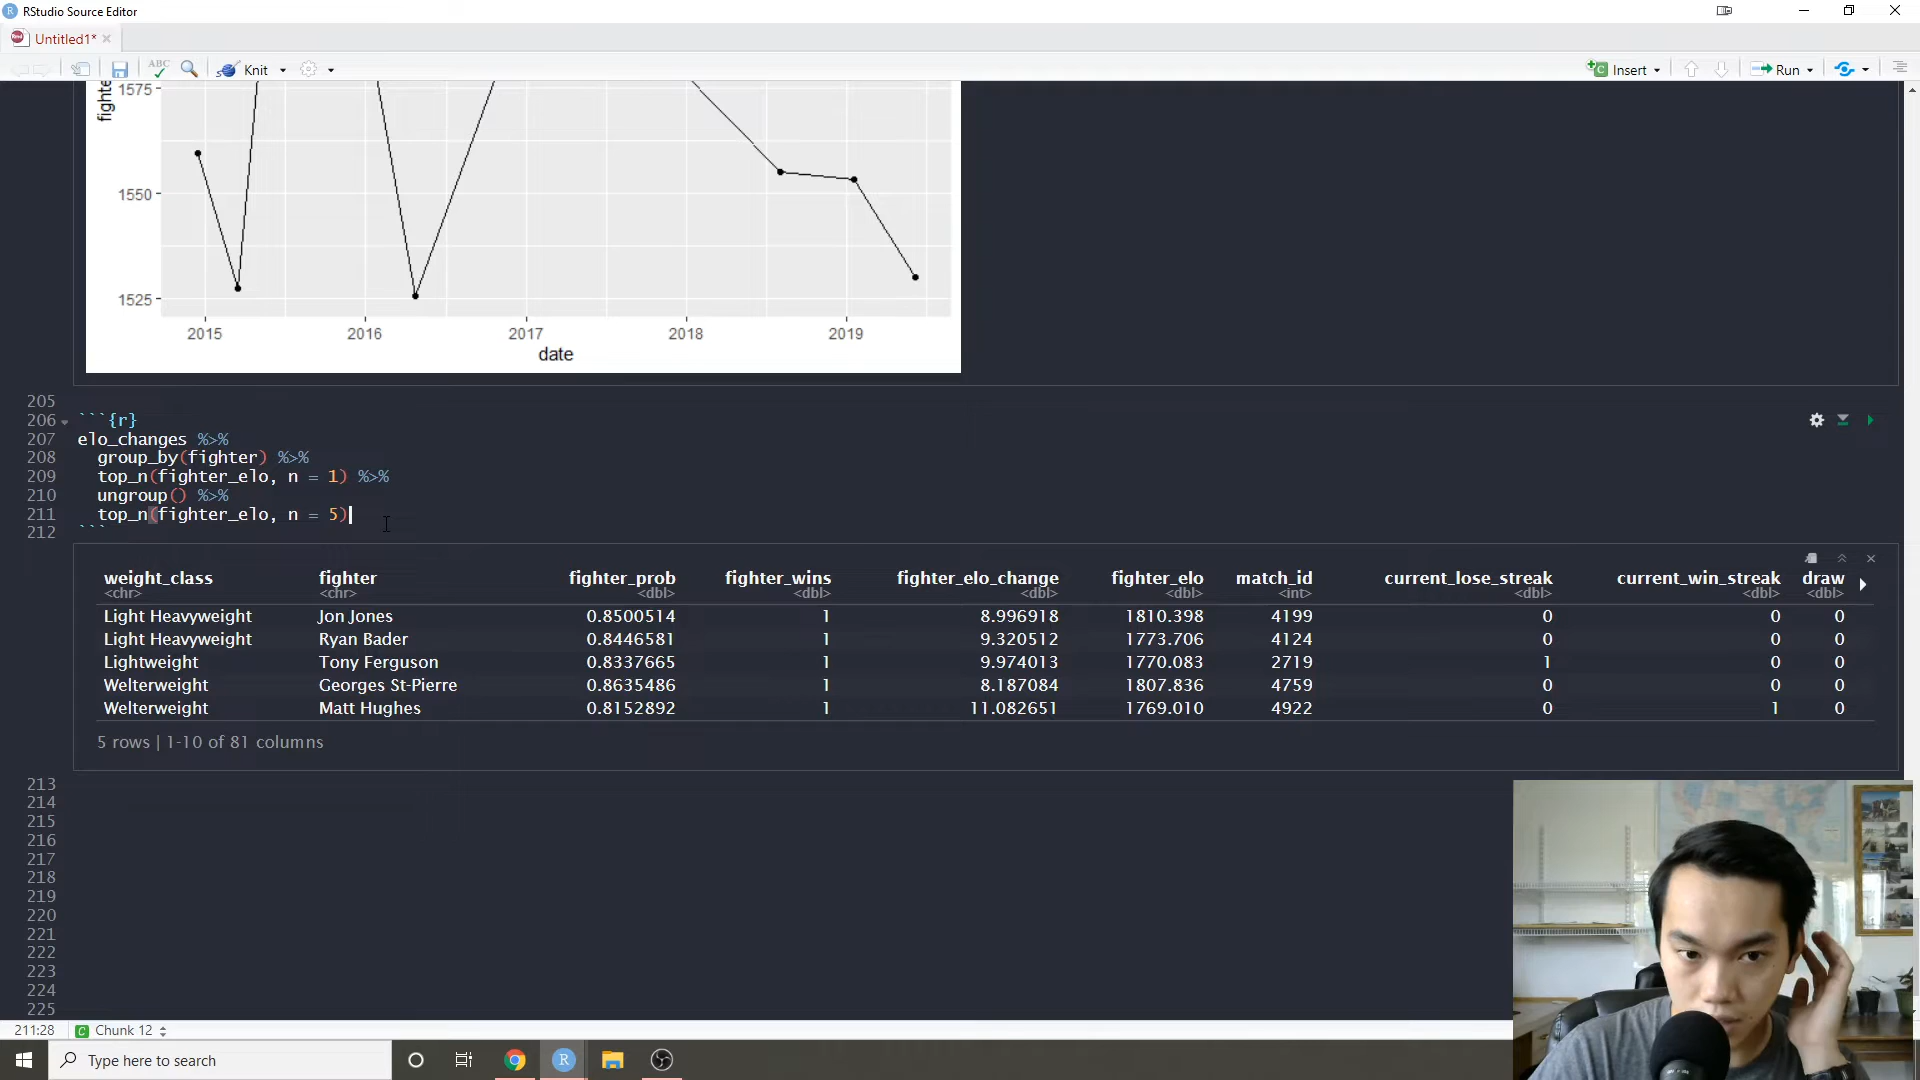 RStudio Source Editor
Untitled1*
ABC
Knit
Insert
Run
fighte
1575
1550
1525
2015 2016 2017 2018 2019
date
205
206 ```{r}
207 elo_changes %>%
208 group_by(fighter) %>%
209 top_n(fighter_elo, n = 1) %>%
210 ungroup() %>%
211 top_n(fighter_elo, n = 5)
212 ```
weight_class fighter fighter_prob fighter_wins fighter_elo_change fighter_elo match_id current_lose_streak current_win_streak draw
<chr> <chr> <dbl> <dbl> <dbl> <dbl> <int> <dbl> <dbl> <dbl>
Light Heavyweight Jon Jones 0.8500514 1 8.996918 1810.398 4199 0 0 0
Light Heavyweight Ryan Bader 0.8446581 1 9.320512 1773.706 4124 0 0 0
Lightweight Tony Ferguson 0.8337665 1 9.974013 1770.083 2719 1 0 0
Welterweight Georges St-Pierre 0.8635486 1 8.187084 1807.836 4759 0 0 0
Welterweight Matt Hughes 0.8152892 1 11.082651 1769.010 4922 0 1 0
5 rows | 1-10 of 81 columns
213
214
215
216
217
218
219
220
221
222
223
224
225
211:28 C Chunk 12
Type here to search
R